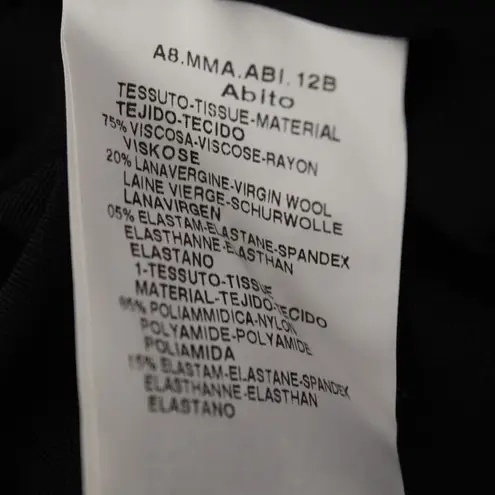 A8.MMA.ABI.12B
Abito
TESSUTO-TISSUE-MATERIAL
TEJIDO-TECIDO
75% VISCOSA-VISCOSE-RAYON
VISKOSE
20% LANAVERGINE-VIRGIN WOOL
LAINE VIERGE-SCHURWOLLE
LANAVIRGEN
05% ELASTAM-ELASTANE-SPANDEX
ELASTHANNE-ELASTHAN
ELASTANO
1-TESSUTO-TISSUE
MATERIAL-TEJIDO-TECIDO
POLIAMMIDICA-NYLON
POLYAMIDE-POLYAMIDE
POLIAMIDA
15% ELASTAM-ELASTANE-SPANDEX
ELASTHANNE-ELASTHAN
ELASTANO